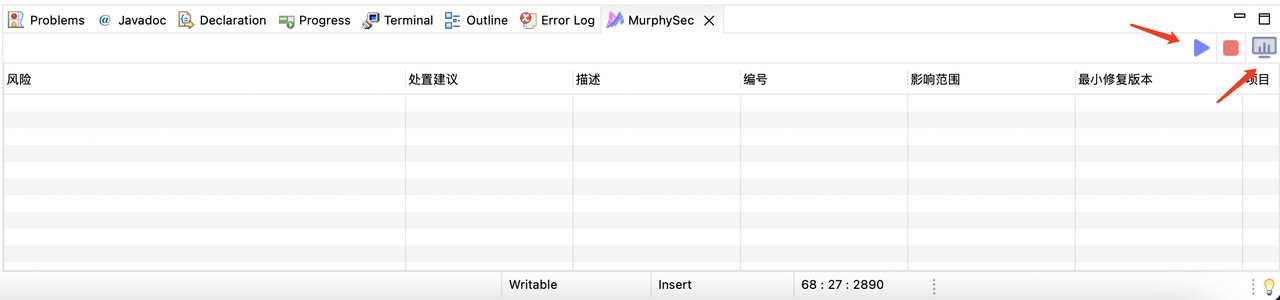 Problems @ Javadoc Declaration Progress Terminal Outline Error Log MurphySec
风险 处置建议 描述 编号 影响范围 最小修复版本 项目
Writable Insert 68 : 27 : 2890